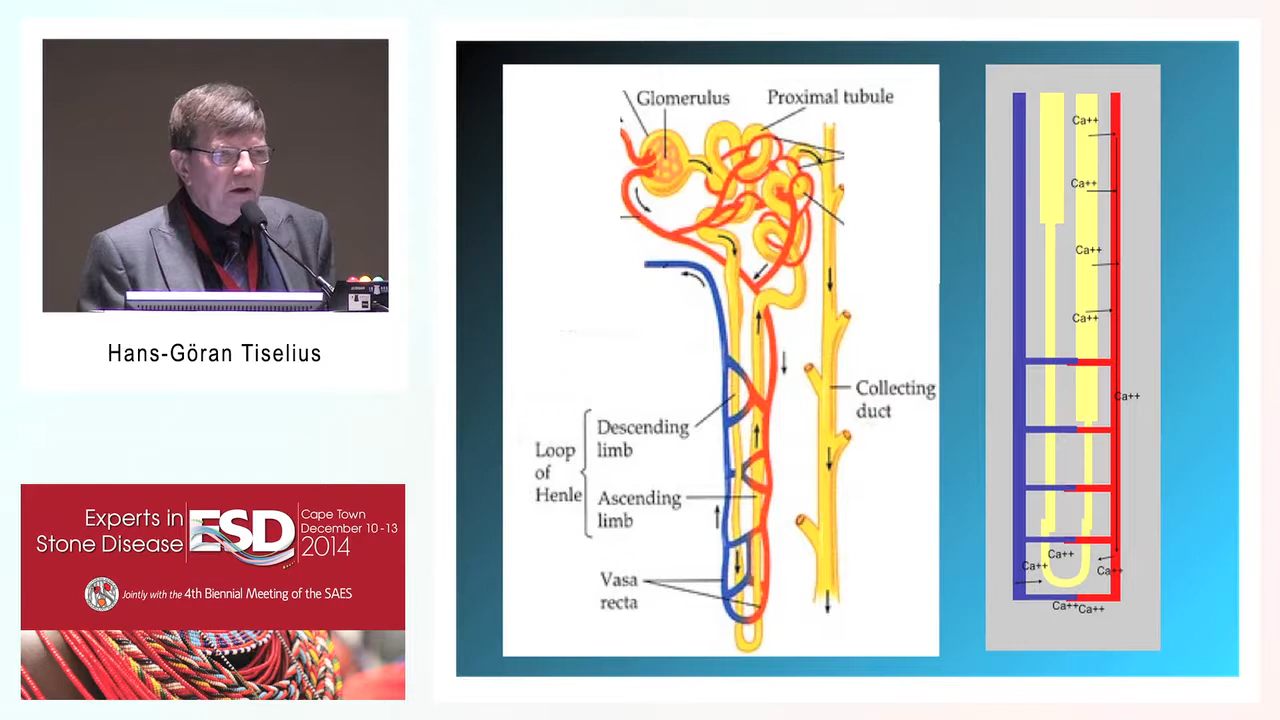 Hans-Göran Tiselius
Experts in
Stone Disease
ESD
Cape Town
December 10-13
2014
Jointly with the 4th Biennial Meeting of the SAES
Glomerulus
Proximal tubule
Collecting
duct
Loop
of
Henle
Descending
limb
Ascending
limb
Vasa
recta
Ca++
Ca++
Ca++
Ca++
Ca++
Ca++
Ca++
Ca++
Ca++Ca++